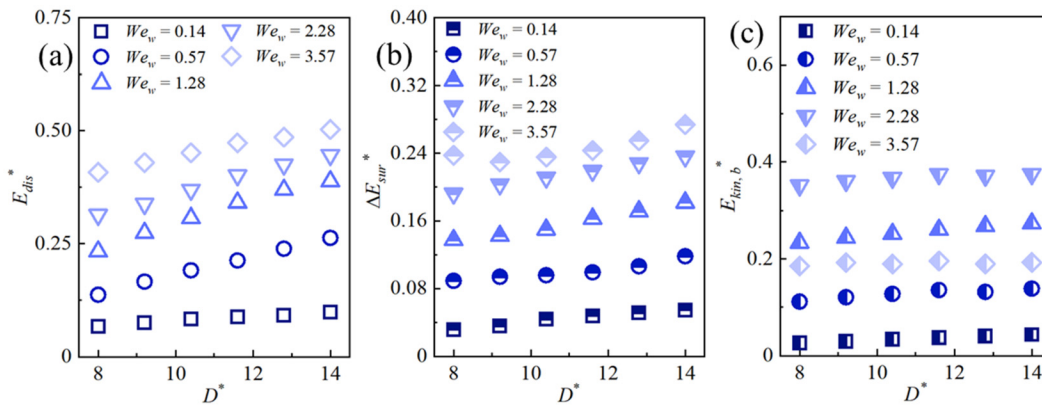 (a)
We_w = 0.14
We_w = 2.28
We_w = 0.57
We_w = 3.57
We_w = 1.28
0.75
0.50
0.25
0
E_dis^*
8
10
12
14
D^*
(b)
We_w = 0.14
We_w = 0.57
We_w = 1.28
We_w = 2.28
We_w = 3.57
0.40
0.32
0.24
0.16
0.08
0.00
ΔE_sur^*
8
10
12
14
D^*
(c)
We_w = 0.14
We_w = 0.57
We_w = 1.28
We_w = 2.28
We_w = 3.57
0.6
0.4
0.2
0
E_kin, b^*
8
10
12
14
D^*